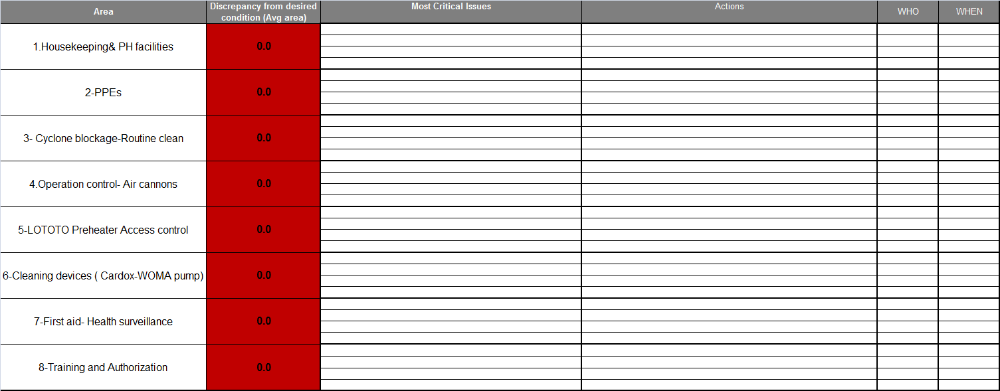 Area
Discrepancy from desired
condition (Avg area)
Most Critical Issues
Actions
WHO
WHEN
1.Housekeeping& PH facilities
0.0
2-PPEs
0.0
3- Cyclone blockage-Routine clean
0.0
4.Operation control- Air cannons
0.0
5-LOTOTO Preheater Access control
0.0
6-Cleaning devices ( Cardox-WOMA pump)
0.0
7-First aid- Health surveillance
0.0
8-Training and Authorization
0.0